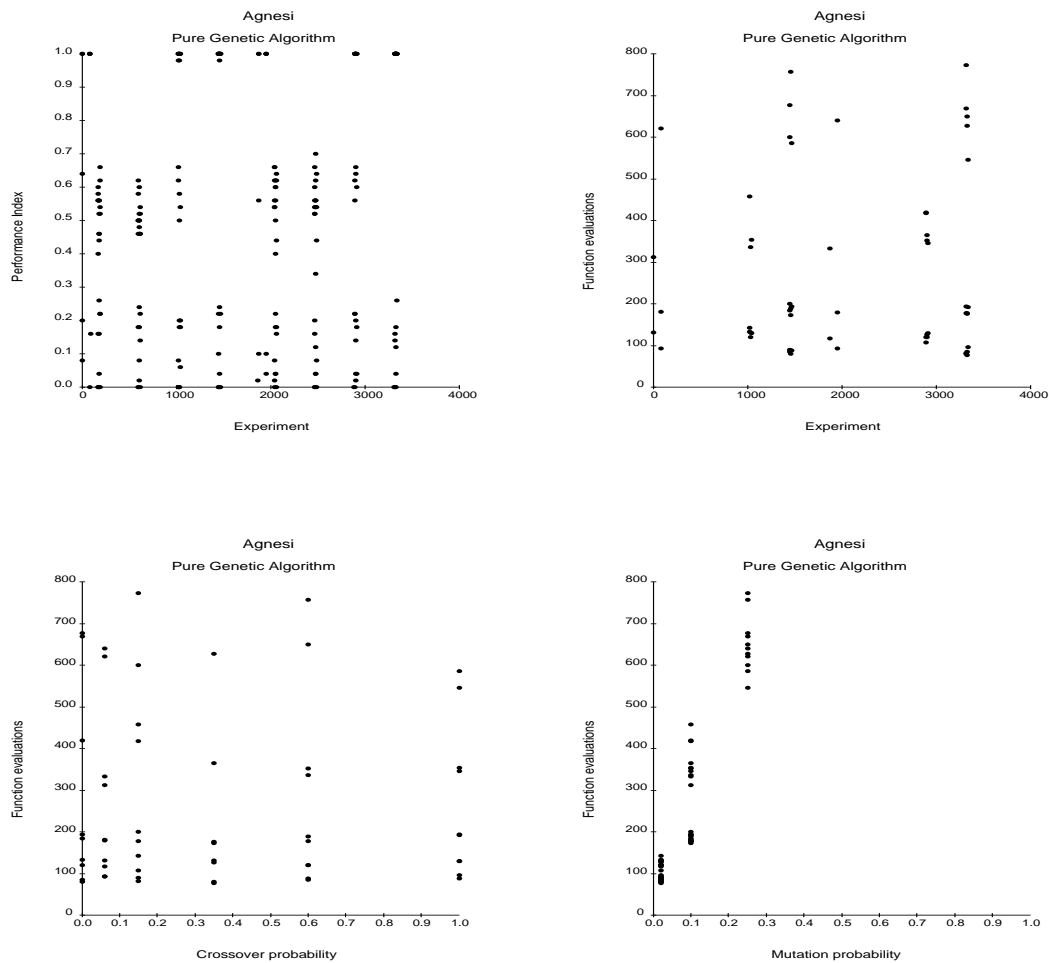 Agnesi
Pure Genetic Algorithm
1.0
0.9
0.8
0.7
0.6
0.5
0.4
0.3
0.2
0.1
0.0
Performance Index
0 1000 2000 3000 4000
Experiment
Agnesi
Pure Genetic Algorithm
800
700
600
500
400
300
200
100
0
Function evaluations
0 1000 2000 3000 4000
Experiment
Agnesi
Pure Genetic Algorithm
800
700
600
500
400
300
200
100
0
Function evaluations
0.0 0.1 0.2 0.3 0.4 0.5 0.6 0.7 0.8 0.9 1.0
Crossover probability
Agnesi
Pure Genetic Algorithm
800
700
600
500
400
300
200
100
0
Function evaluations
0.0 0.1 0.2 0.3 0.4 0.5 0.6 0.7 0.8 0.9 1.0
Mutation probability